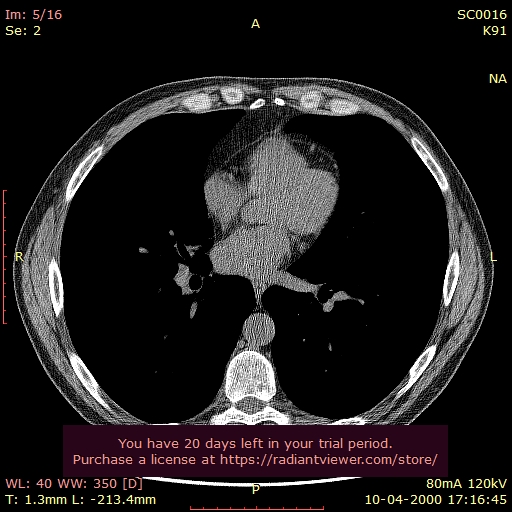 Im: 5/16
Se: 2
A
SC0016
K91
NA
R
L
You have 20 days left in your trial period.
Purchase a license at https://radiantviewer.com/store/
WL: 40 WW: 350 [D]
T: 1.3mm L: -213.4mm
P
80mA 120kV
10-04-2000 17:16:45